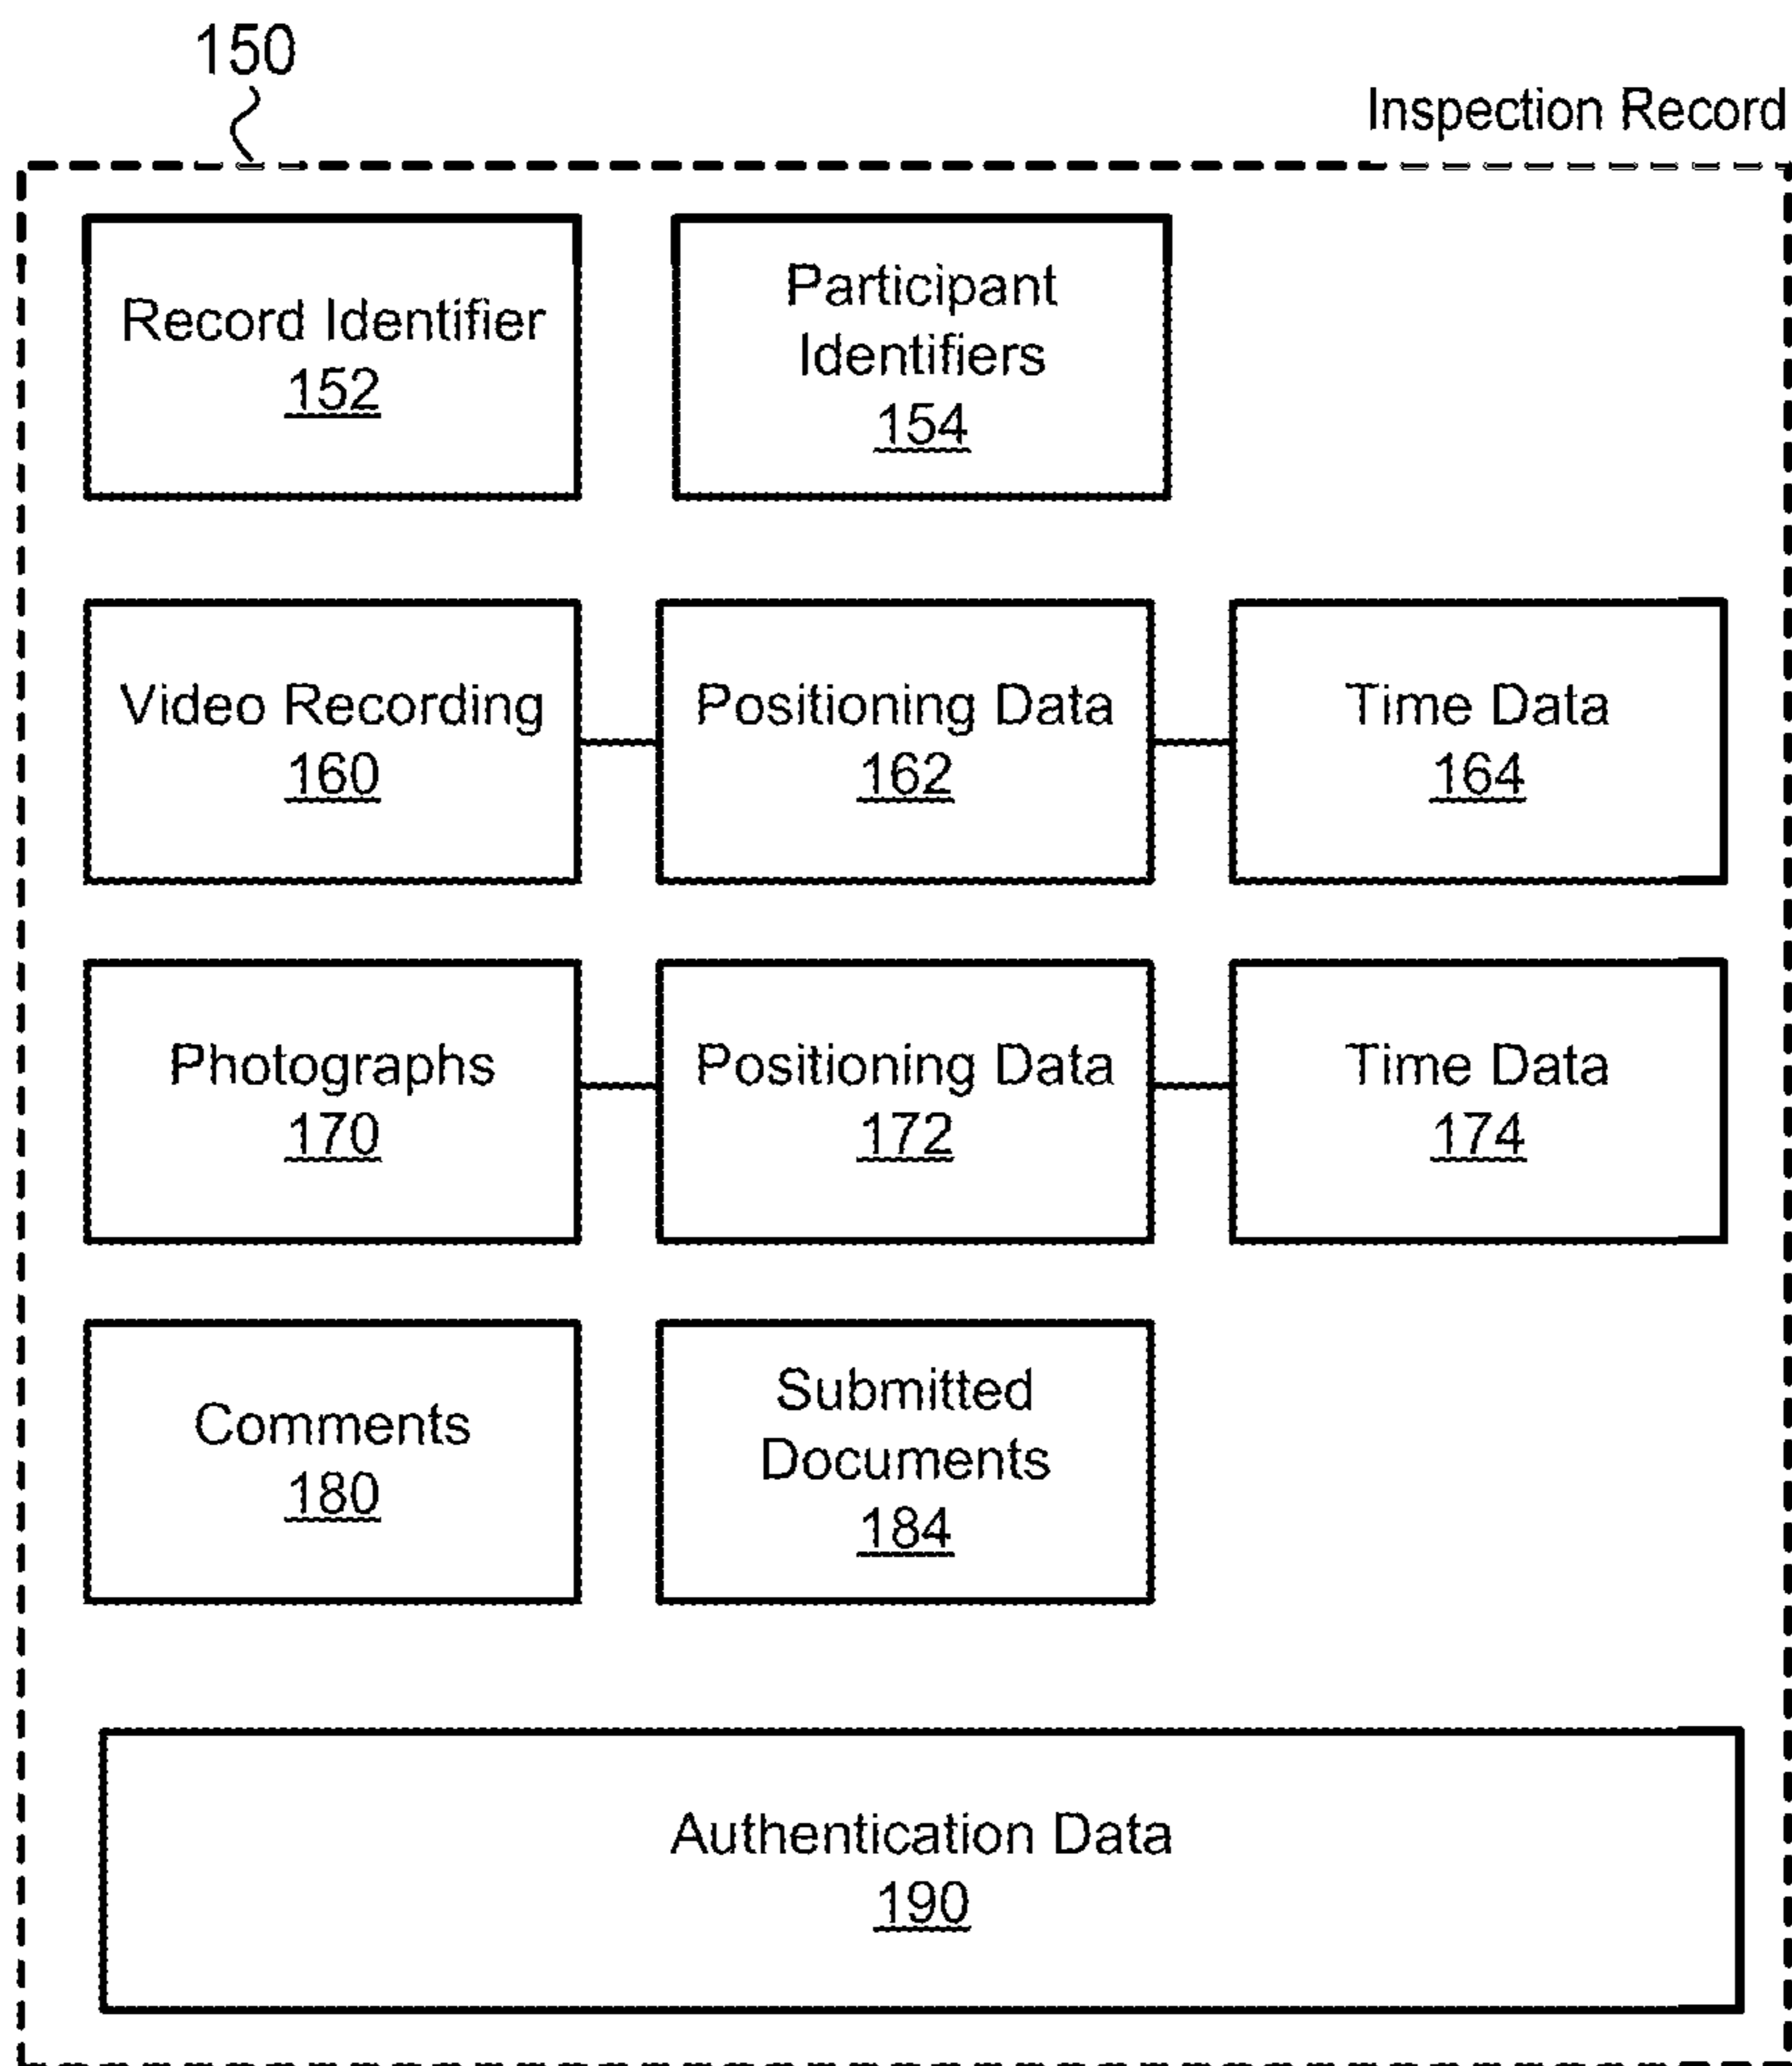 150
Inspection Record
Record Identifier
152
Participant
Identifiers
154
Video Recording
160
Positioning Data
162
Time Data
164
Photographs
170
Positioning Data
172
Time Data
174
Comments
180
Submitted
Documents
184
Authentication Data
190